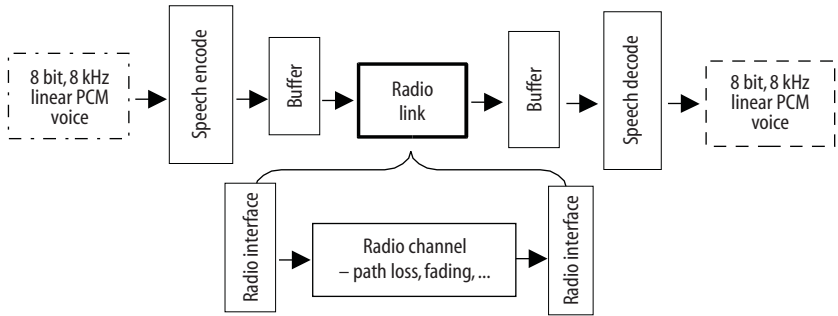 8 bit, 8 kHz
linear PCM
voice
Speech encode
Buffer
Radio
link
Buffer
Speech decode
8 bit, 8 kHz
linear PCM
voice
Radio interface
Radio channel
– path loss, fading, ...
Radio interface